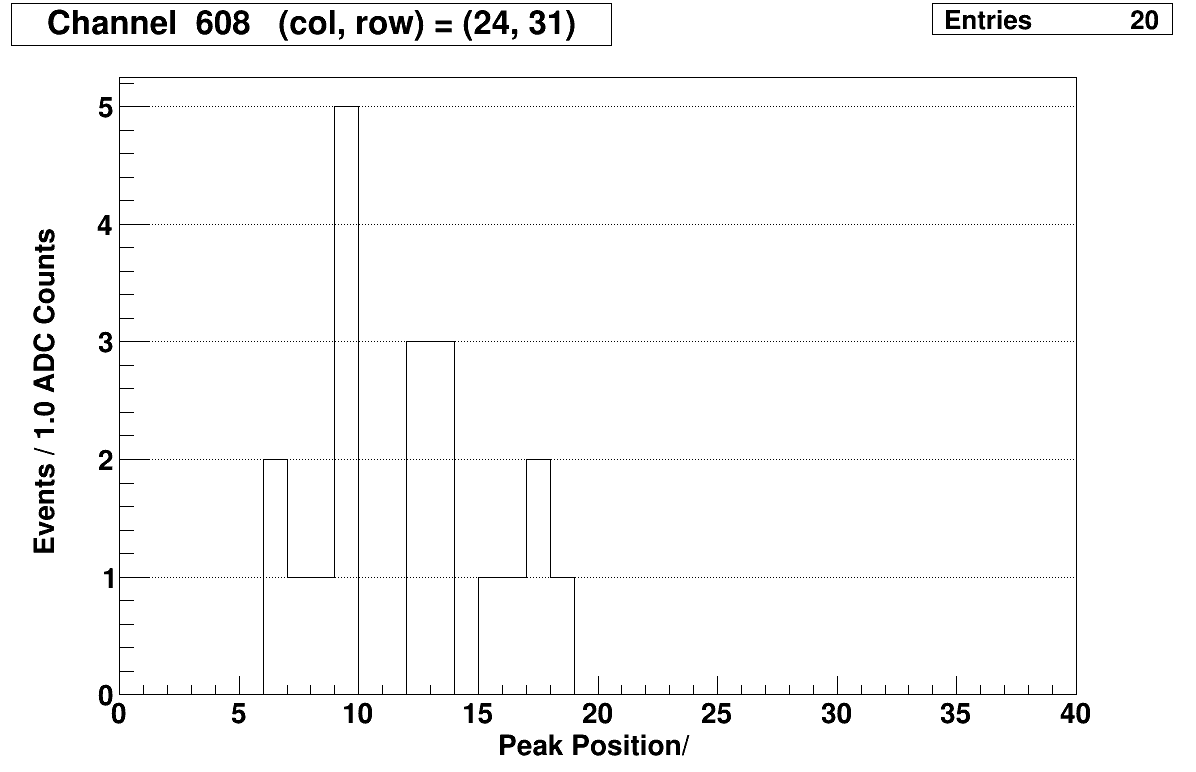 Channel 608 (col, row) = (24, 31)
Entries 20
Events / 1.0 ADC Counts
5
4
3
2
1
0
0 5 10 15 20 25 30 35 40
Peak Position/